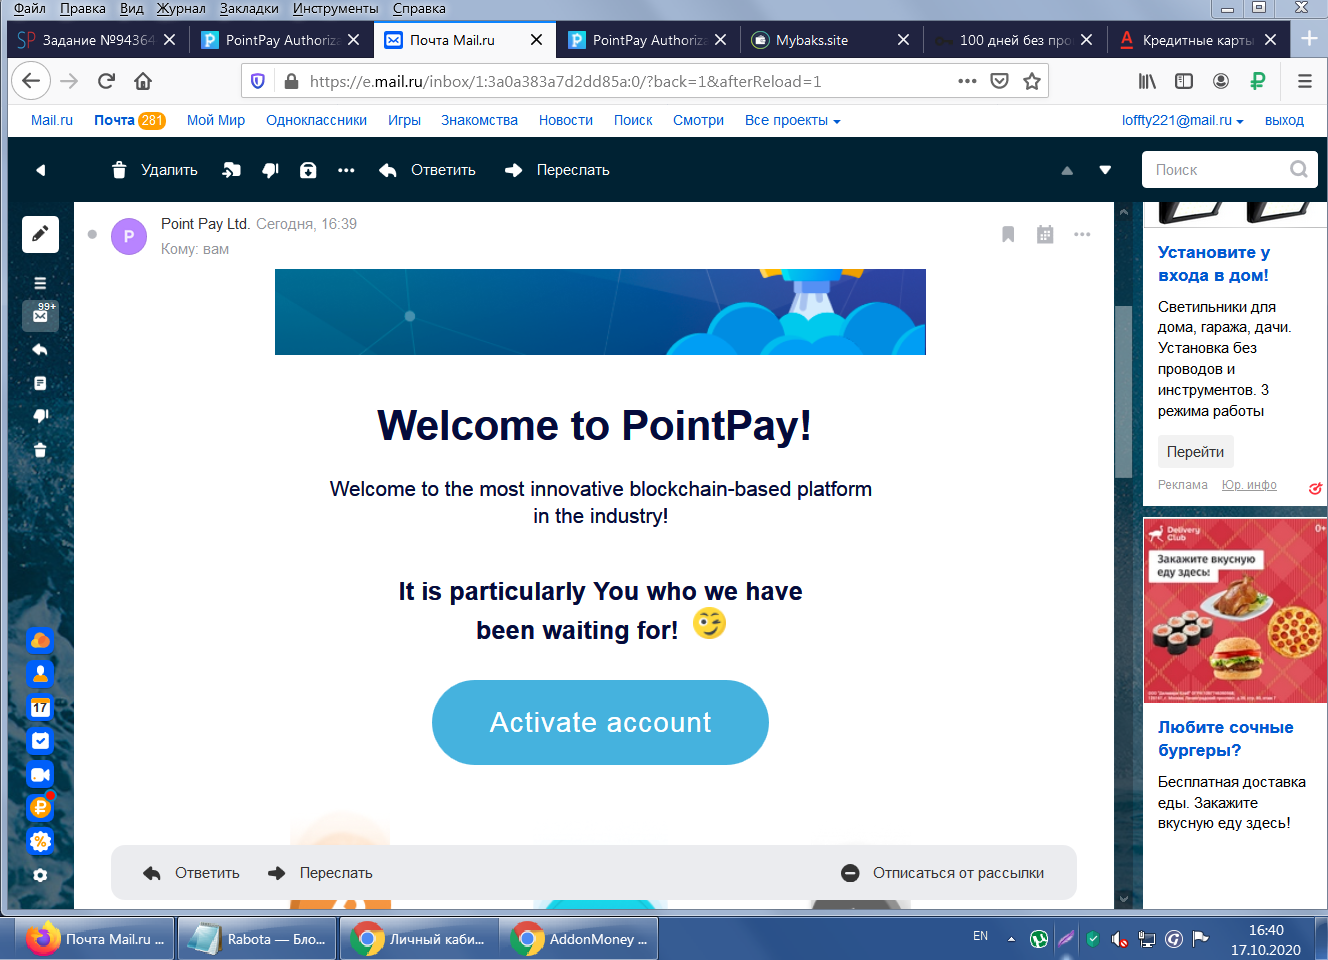 Файл Правка Вид Журнал Закладки Инструменты Справка
Задание №94364
PointPay Authoriza
Почта Mail.ru
PointPay Authoriza
Mybaks.site
100 дней без про
Кредитные карты
https://e.mail.ru/inbox/1:3a0a383a7d2dd85a:0/?back=1&afterReload=1
Mail.ru Почта 281 Мой Мир Одноклассники Игры Знакомства Новости Поиск Смотри Все проекты
loffty221@mail.ru выход
Удалить Ответить Переслать
Поиск
Point Pay Ltd. Сегодня, 16:39
Кому: вам
P
99+
Welcome to PointPay!
Welcome to the most innovative blockchain-based platform
in the industry!
It is particularly You who we have
been waiting for!
Activate account
Ответить Переслать Отписаться от рассылки
17
Установите у
входа в дом!
Светильники для
дома, гаража, дачи.
Установка без
проводов и
инструментов. 3
режима работы
Перейти
Реклама Юр. инфо
Delivery
Club
0+
Закажите вкусную
еду здесь!
Любите сочные
бургеры?
Бесплатная доставка
еды. Закажите
вкусную еду здесь!
Почта Mail.ru ...
Rabota — Бло...
Личный каби...
AddonMoney ...
EN
16:40
17.10.2020